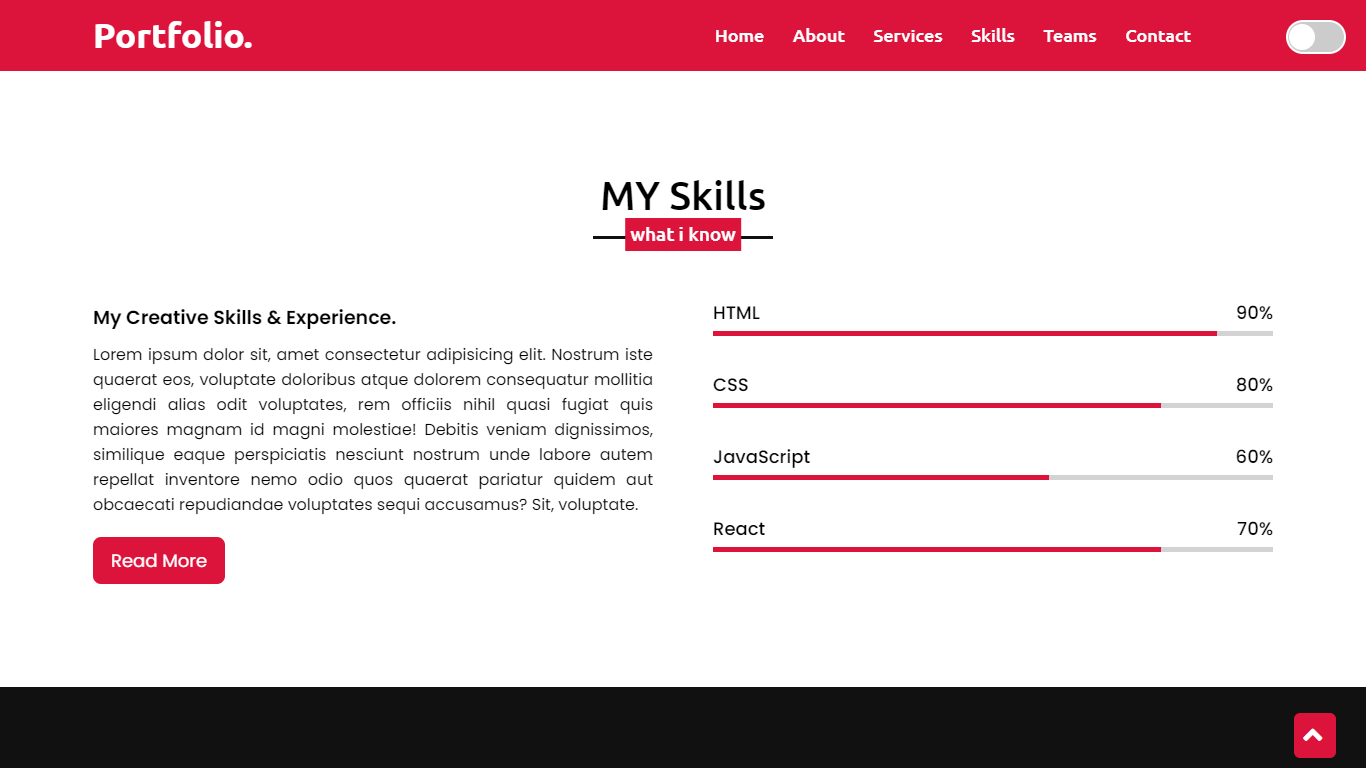 Portfolio.
Home About Services Skills Teams Contact
MY Skills
what i know
My Creative Skills & Experience.
Lorem ipsum dolor sit, amet consectetur adipisicing elit. Nostrum iste
quaerat eos, voluptate doloribus atque dolorem consequatur mollitia
eligendi alias odit voluptates, rem officiis nihil quasi fugiat quis
maiores magnam id magni molestiae! Debitis veniam dignissimos,
similique eaque perspiciatis nesciunt nostrum unde labore autem
repellat inventore nemo odio quos quaerat pariatur quidem aut
obcaecati repudiandae voluptates sequi accusamus? Sit, voluptate.
Read More
HTML 90%
CSS 80%
JavaScript 60%
React 70%